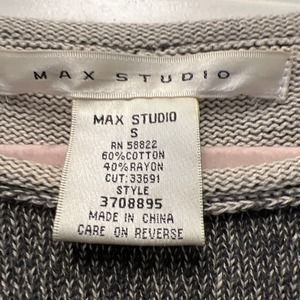 MAX STUDIO
MAX STUDIO
S
RN 58822
60%COTTON
40%RAYON
CUT: 33691
STYLE
3708895
MADE IN CHINA
CARE ON REVERSE